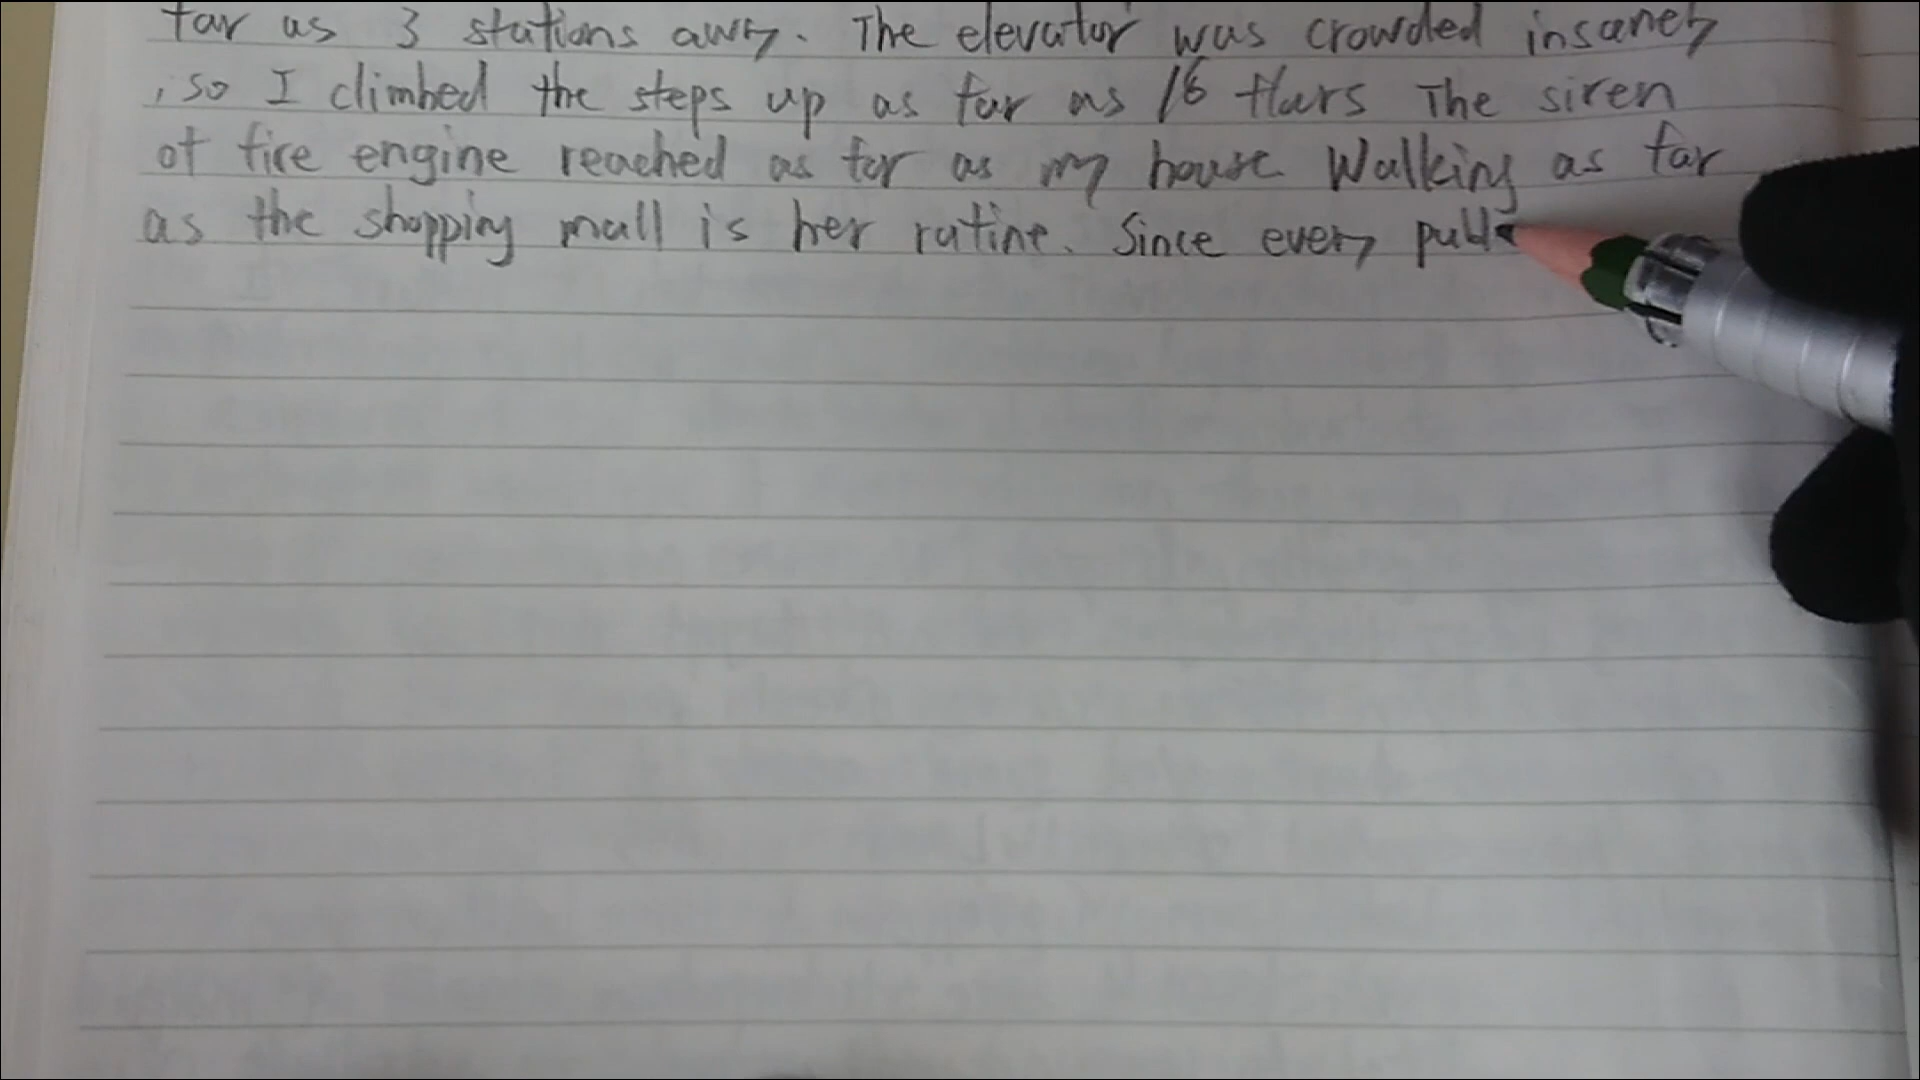 far as 3 stations away. The elevator was crowded insanely
, so I climbed the steps up as far as 16 floors The siren
of fire engine reached as far as my house Walking as far
as the shopping mall is her rutine. Since every publ